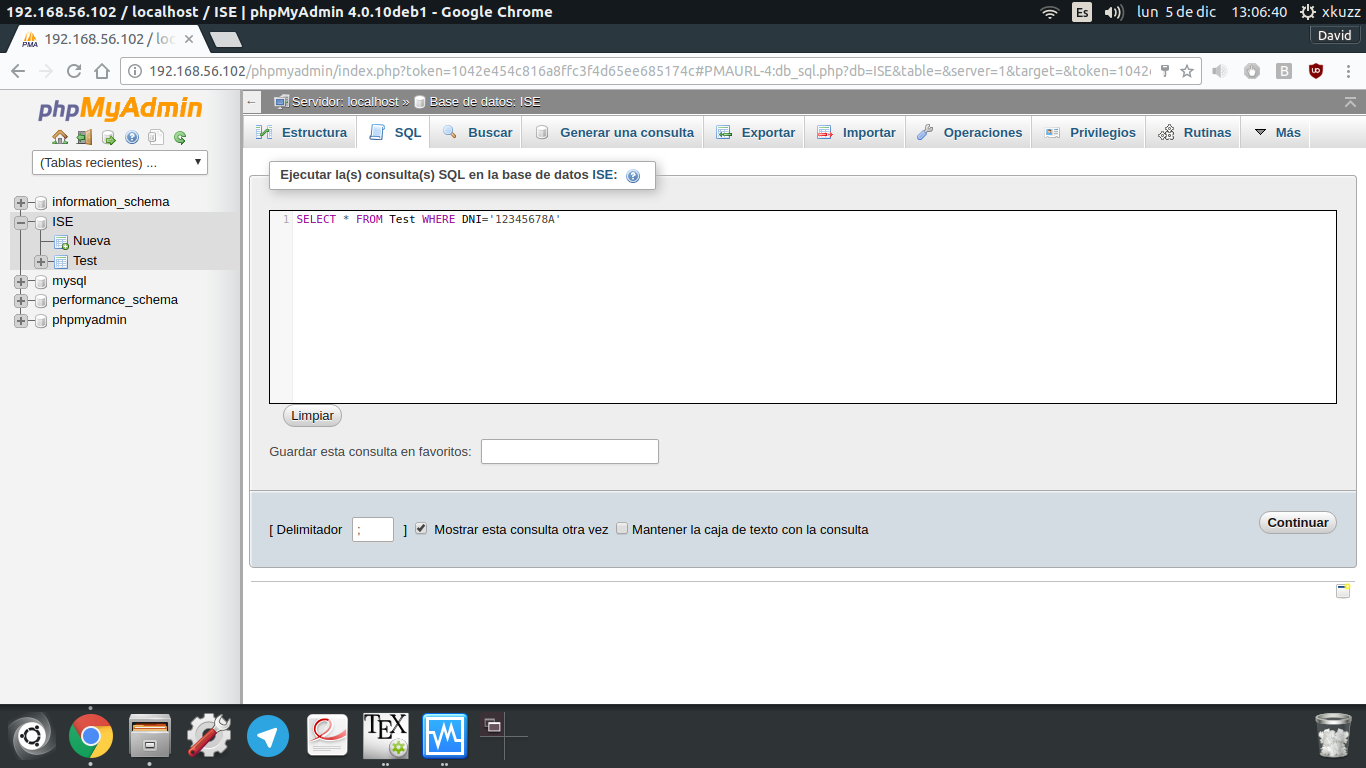 192.168.56.102 / localhost / ISE | phpMyAdmin 4.0.10deb1 - Google Chrome
Es
lun 5 de dic
13:06:40
xkuzz
PMA
192.168.56.102 / loc
David
192.168.56.102/phpmyadmin/index.php?token=1042e454c816a8ffc3f4d65ee685174c#PMAURL-4:db_sql.php?db=ISE&table=&server=1&target=&token=1042
B
phpMyAdmin
(Tablas recientes) ...
information_schema
ISE
Nueva
Test
mysql
performance_schema
phpmyadmin
Servidor: localhost » Base de datos: ISE
Estructura
SQL
Buscar
Generar una consulta
Exportar
Importar
Operaciones
Privilegios
Rutinas
Más
Ejecutar la(s) consulta(s) SQL en la base de datos ISE:
1 SELECT * FROM Test WHERE DNI='12345678A'
Limpiar
Guardar esta consulta en favoritos:
[ Delimitador ; ] Mostrar esta consulta otra vez Mantener la caja de texto con la consulta
Continuar
TEX